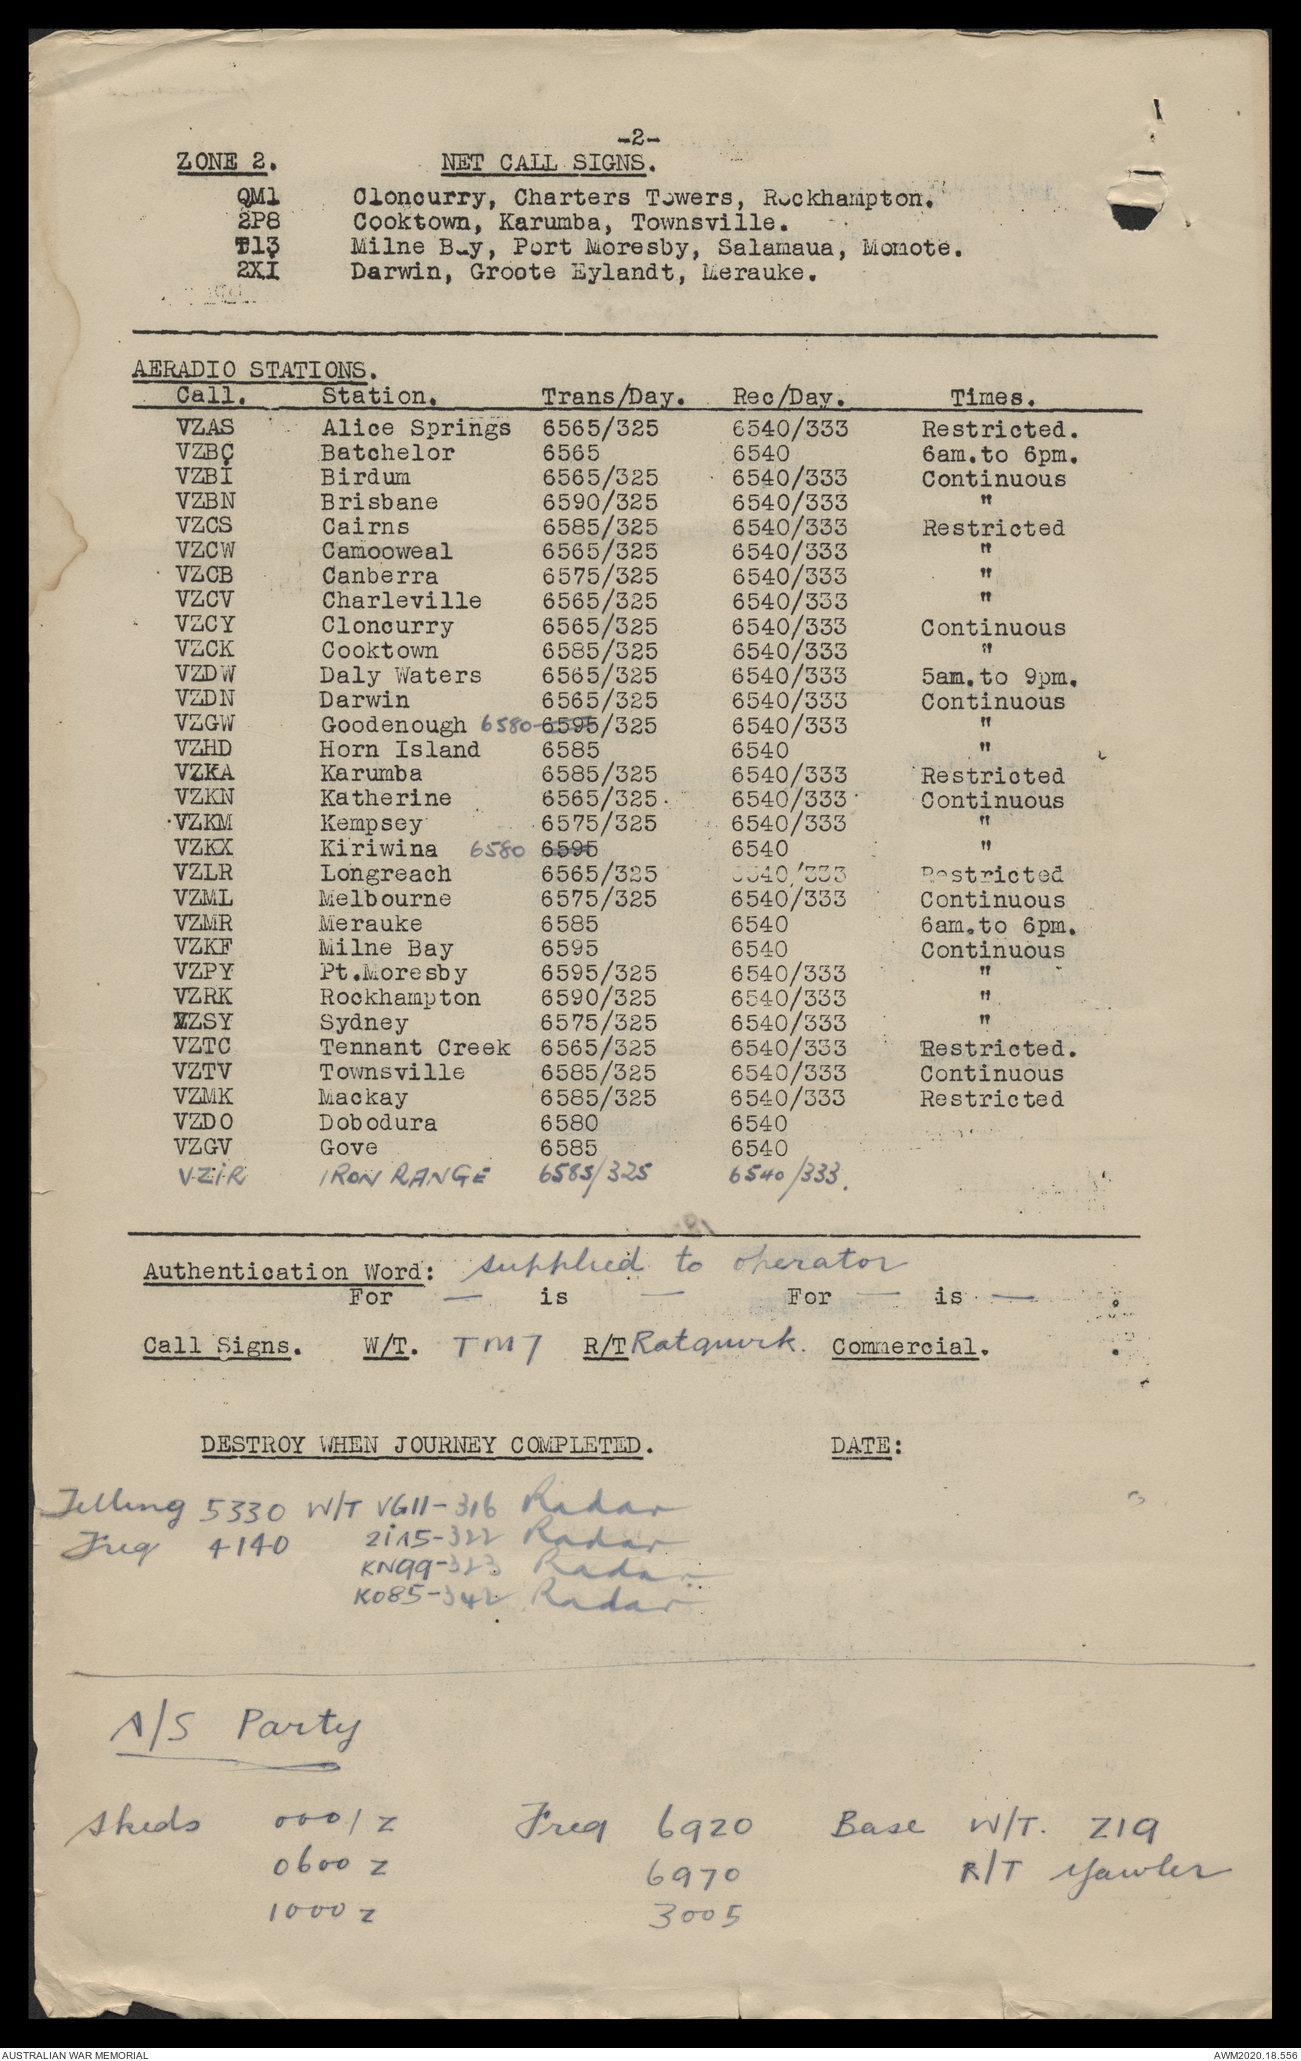 -2-
ZONE 2. NET CALL SIGNS.
QM1 Cloncurry, Charters Towers, Rockhampton.
2P8 Cooktown, Karumba, Townsville.
T13 Milne Bay, Port Moresby, Salamaua, Momote.
2XI Darwin, Groote Eylandt, Merauke.
AERADIO STATIONS.
Call. Station. Trans/Day. Rec/Day. Times.
VZAS Alice Springs 6565/325 6540/333 Restricted.
VZBC Batchelor 6565 6540 6am.to 6pm.
VZBI Birdum 6565/325 6540/333 Continuous
VZBN Brisbane 6590/325 6540/333 "
VZCS Cairns 6585/325 6540/333 Restricted
VZCW Camooweal 6565/325 6540/333 "
VZCB Canberra 6575/325 6540/333 "
VZCV Charleville 6565/325 6540/333 "
VZCY Cloncurry 6565/325 6540/333 Continuous
VZCK Cooktown 6585/325 6540/333 "
VZDW Daly Waters 6565/325 6540/333 5am.to 9pm.
VZDN Darwin 6565/325 6540/333 Continuous
VZGW Goodenough 6580 6595/325 6540/333 "
VZHD Horn Island 6585 6540 "
VZKA Karumba 6585/325 6540/333 Restricted
VZKN Katherine 6565/325 6540/333 Continuous
VZKM Kempsey 6575/325 6540/333 "
VZKX Kiriwina 6580 6595 6540 "
VZLR Longreach 6565/325 6540/333 Restricted
VZML Melbourne 6575/325 6540/333 Continuous
VZMR Merauke 6585 6540 6am.to 6pm.
VZKF Milne Bay 6595 6540 Continuous
VZPY Pt.Moresby 6595/325 6540/333 "
VZRK Rockhampton 6590/325 6540/333 "
VZSY Sydney 6575/325 6540/333 "
VZTC Tennant Creek 6565/325 6540/333 Restricted.
VZTV Townsville 6585/325 6540/333 Continuous
VZMK Mackay 6585/325 6540/333 Restricted
VZDO Dobodura 6580 6540
VZGV Gove 6585 6540
VZIR IRON RANGE 6585/325 6540/333.
Authentication Word: supplied to operator
For — is — For — is — .
Call Signs. W/T. TM7 R/T Ratquirk. Commercial. .
DESTROY WHEN JOURNEY COMPLETED. DATE:
Telling 5330 W/T VG11-316 Radar
Freq 4140 2iA5-322 Radar
KN99-323 Radar
KO85-342 Radar
A/S Party
Skeds 0001 Z Freq 6920 Base W/T. Z19
0600 Z 6970 R/T Yawler
1000 Z 3005
AUSTRALIAN WAR MEMORIAL AWM2020.18.556